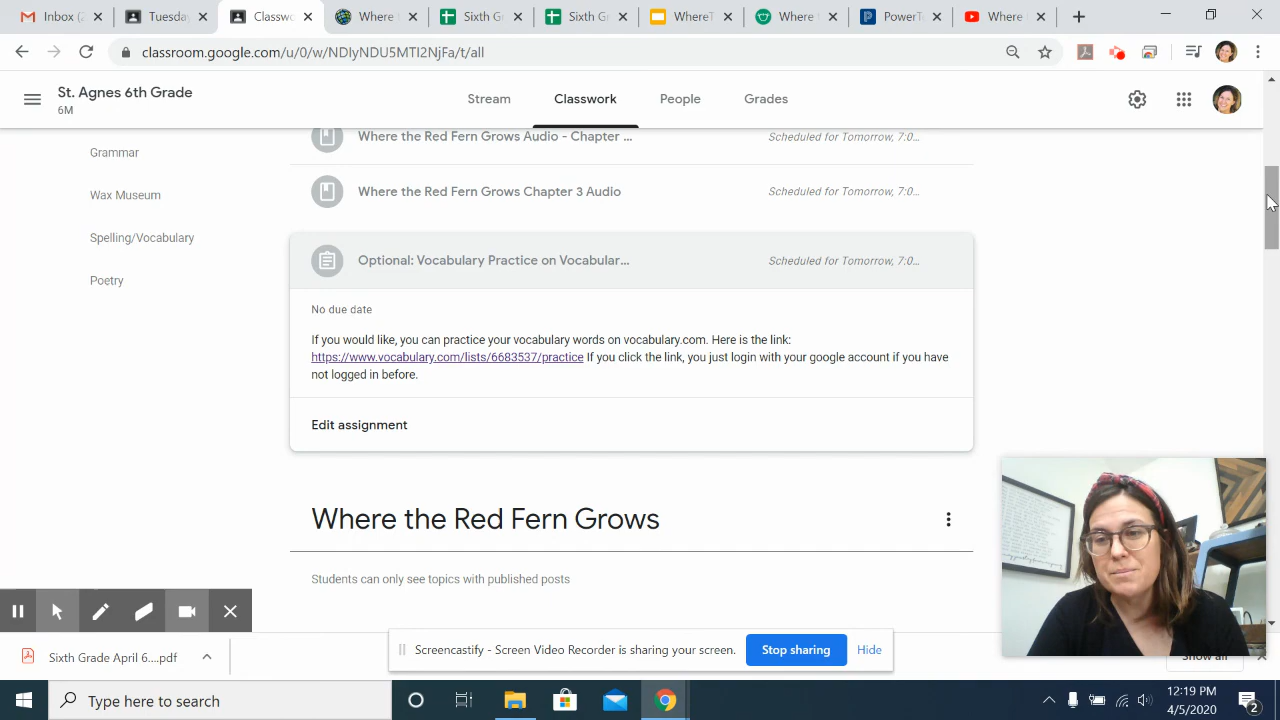 Inbox (2
Tuesday
Classwo
Where t
Sixth G
Sixth G
WhereT
Where t
PowerT
Where
classroom.google.com/u/0/w/NDIyNDU5MTI2NjFa/t/all
St. Agnes 6th Grade
6M
Stream
Classwork
People
Grades
Grammar
Wax Museum
Spelling/Vocabulary
Poetry
Where the Red Fern Grows Audio - Chapter ...
Scheduled for Tomorrow, 7:0...
Where the Red Fern Grows Chapter 3 Audio
Scheduled for Tomorrow, 7:0...
Optional: Vocabulary Practice on Vocabular...
Scheduled for Tomorrow, 7:0...
No due date
If you would like, you can practice your vocabulary words on vocabulary.com. Here is the link:
https://www.vocabulary.com/lists/6683537/practice If you click the link, you just login with your google account if you have
not logged in before.
Edit assignment
Where the Red Fern Grows
Students can only see topics with published posts
Screencastify - Screen Video Recorder is sharing your screen.
Stop sharing
Hide
Sixth Grade April 6....pdf
Show all
Type here to search
12:19 PM
4/5/2020
2